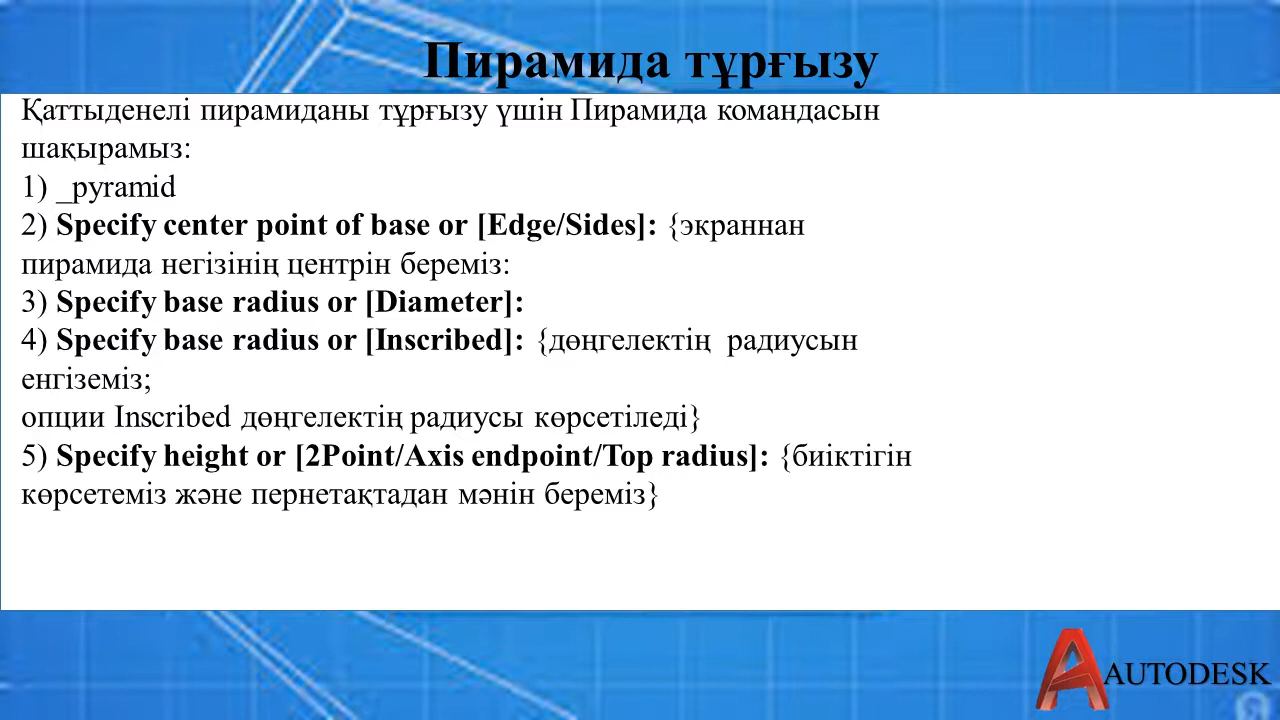 Пирамида тұрғызу
Қаттыденелі пирамиданы тұрғызу үшін Пирамида командасын
шақырамыз:
1) _pyramid
2) Specify center point of base or [Edge/Sides]: {экраннан
пирамида негізінің центрін береміз:
3) Specify base radius or [Diameter]:
4) Specify base radius or [Inscribed]: {дөңгелектің  радиусын
енгіземіз;
опции Inscribed дөңгелектің радиусы көрсетіледі}
5) Specify height or [2Point/Axis endpoint/Top radius]: {биіктігін
көрсетеміз және пернетақтадан мәнін береміз}
AUTODESK